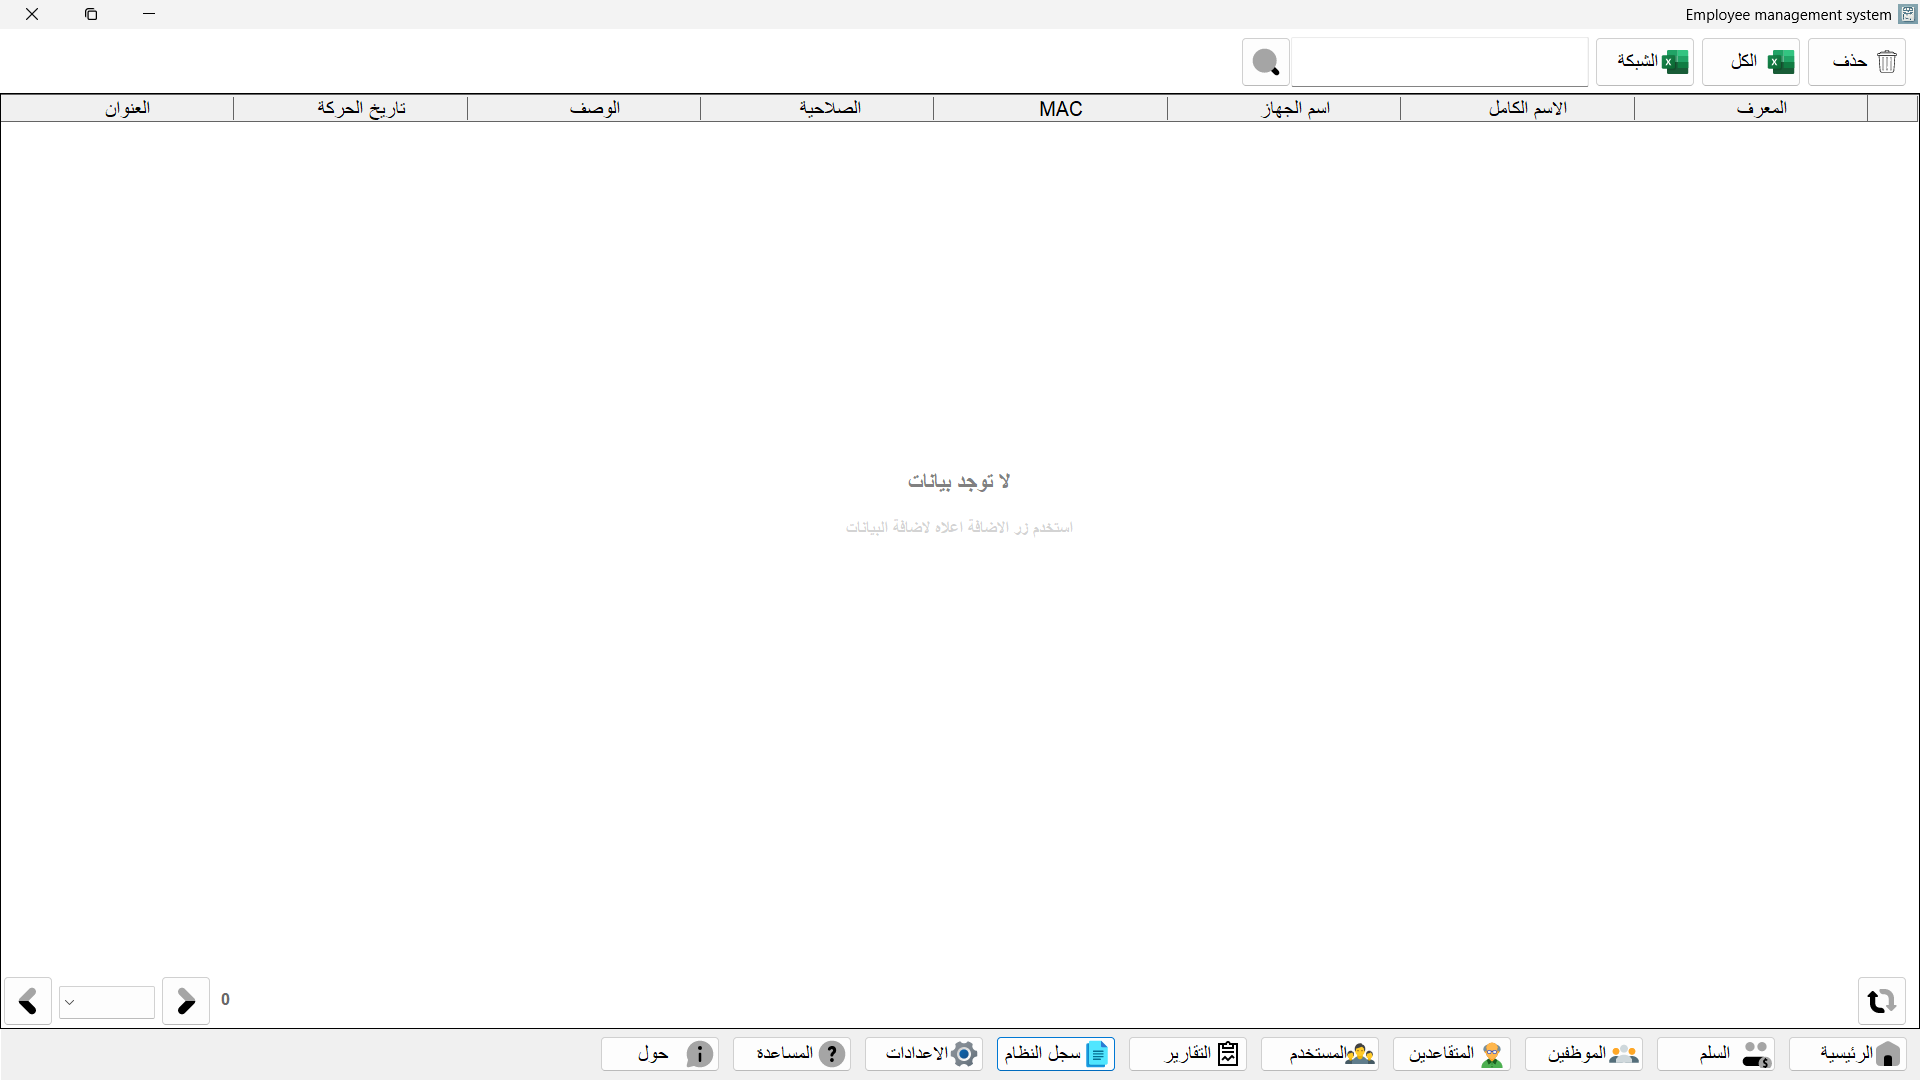 Employee management system
حذف
الكل
الشبكة
المعرف
الاسم الكامل
اسم الجهاز
MAC
الصلاحية
الوصف
تاريخ الحركة
العنوان
لا توجد بيانات
استخدم زر الاضافة اعلاه لاضافة البيانات
0
الرئيسية
السلم
الموظفين
المتقاعدين
المستخدم
التقارير
سجل النظام
الاعدادات
المساعدة
حول